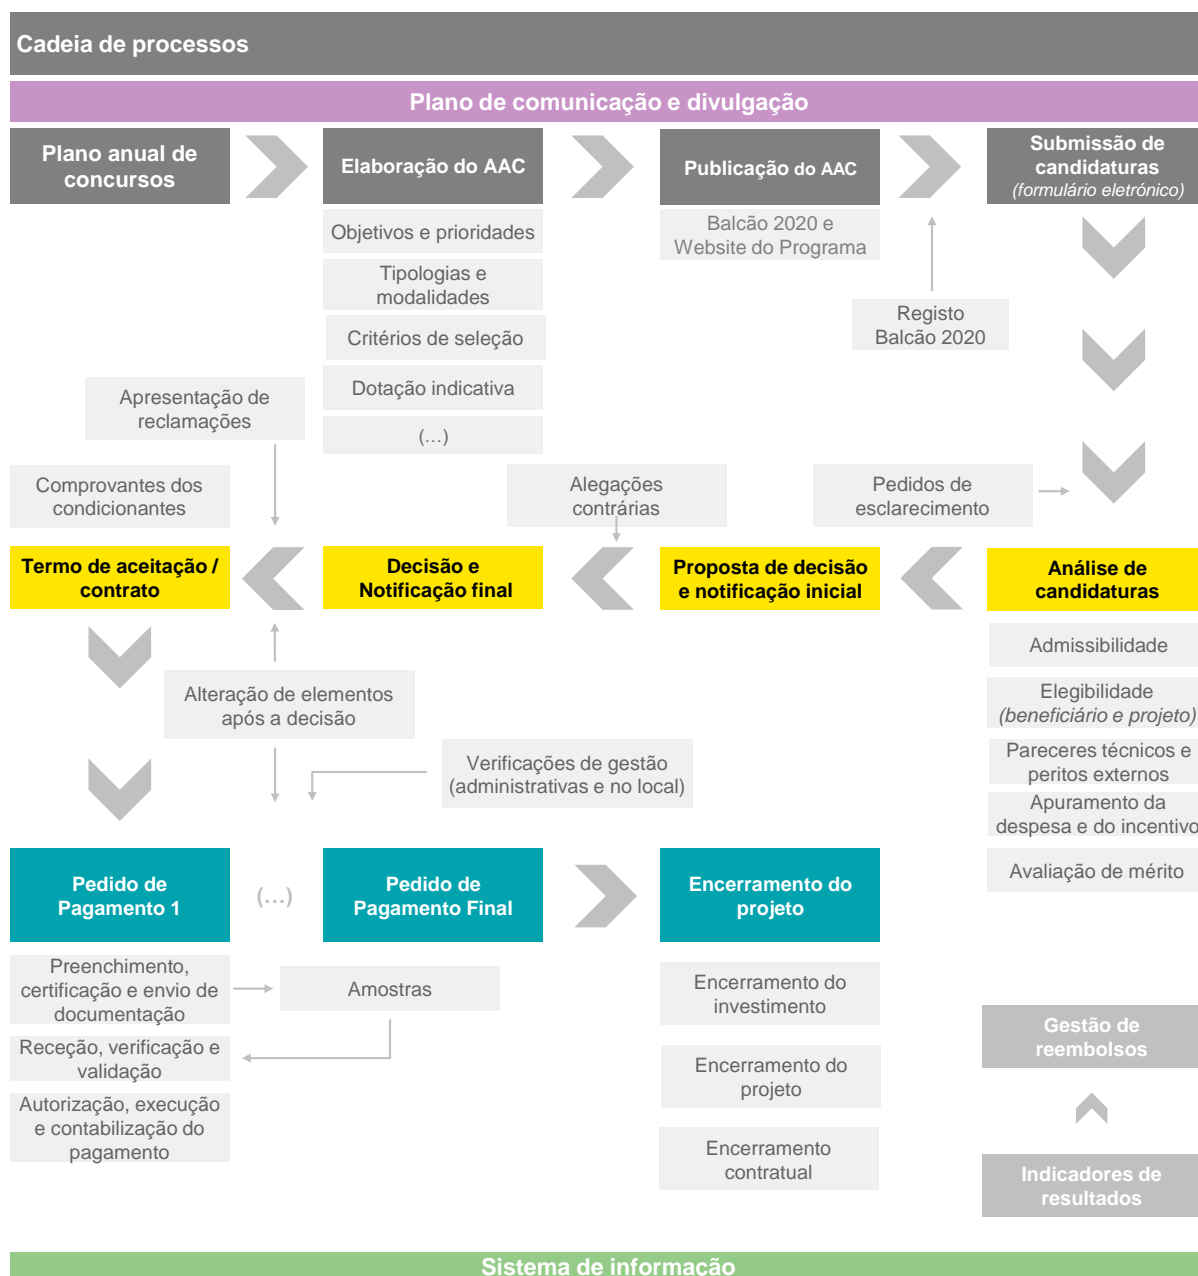 Cadeia de processos
Plano de comunicação e divulgação
Plano anual de
concursos
Elaboração do AAC
Publicação do AAC
Submissão de
candidaturas
(formulário eletrónico)
Objetivos e prioridades
Tipologias e
modalidades
Critérios de seleção
Dotação indicativa
(…)
Balcão 2020 e
Website do Programa
Registo
Balcão 2020
Apresentação de
reclamações
Comprovantes dos
condicionantes
Alegações
contrárias
Pedidos de
esclarecimento
Termo de aceitação /
contrato
Decisão e
Notificação final
Proposta de decisão
e notificação inicial
Análise de
candidaturas
Admissibilidade
Elegibilidade
(beneficiário e projeto)
Pareceres técnicos e
peritos externos
Apuramento da
despesa e do incentivo
Avaliação de mérito
Alteração de elementos
após a decisão
Verificações de gestão
(administrativas e no local)
Pedido de
Pagamento 1
(…)
Pedido de
Pagamento Final
Encerramento do
projeto
Preenchimento,
certificação e envio de
documentação
Amostras
Receção, verificação e
validação
Autorização, execução
e contabilização do
pagamento
Encerramento do
investimento
Encerramento do
projeto
Encerramento
contratual
Gestão de
reembolsos
Indicadores de
resultados
Sistema de informação